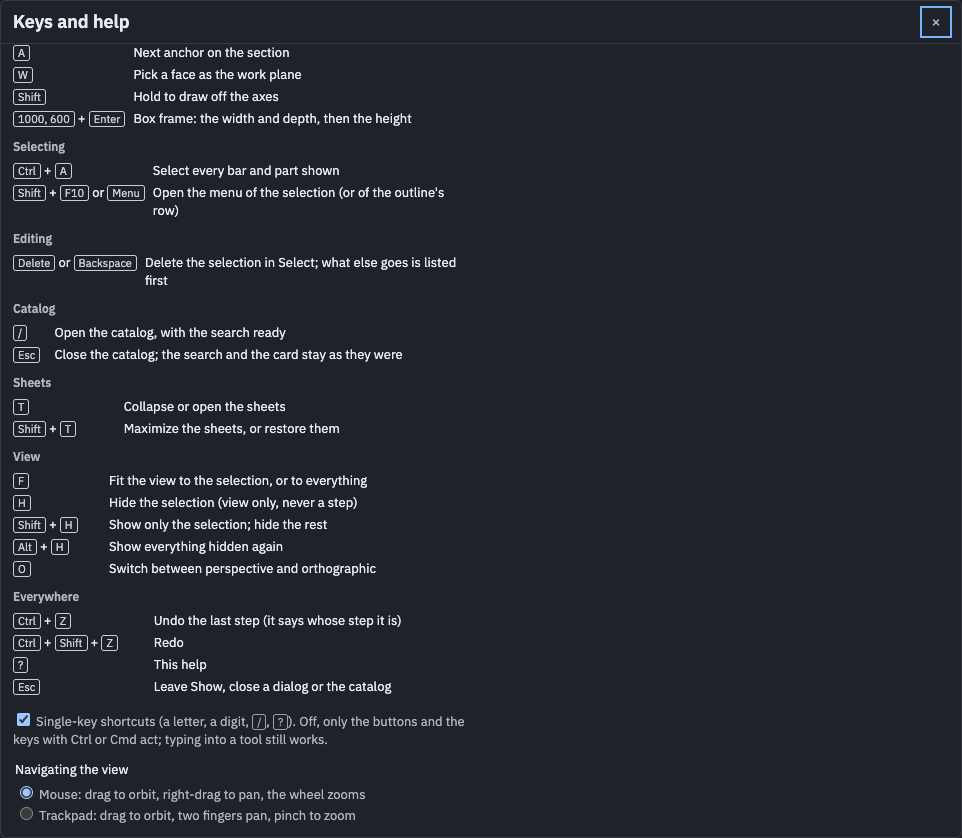 Keys and help ×
A Next anchor on the section
W Pick a face as the work plane
Shift Hold to draw off the axes
1000, 600 + Enter Box frame: the width and depth, then the height
Selecting
Ctrl + A Select every bar and part shown
Shift + F10 or Menu Open the menu of the selection (or of the outline's
row)
Editing
Delete or Backspace Delete the selection in Select; what else goes is listed
first
Catalog
/ Open the catalog, with the search ready
Esc Close the catalog; the search and the card stay as they were
Sheets
T Collapse or open the sheets
Shift + T Maximize the sheets, or restore them
View
F Fit the view to the selection, or to everything
H Hide the selection (view only, never a step)
Shift + H Show only the selection; hide the rest
Alt + H Show everything hidden again
O Switch between perspective and orthographic
Everywhere
Ctrl + Z Undo the last step (it says whose step it is)
Ctrl + Shift + Z Redo
? This help
Esc Leave Show, close a dialog or the catalog
Single-key shortcuts (a letter, a digit, /, ?). Off, only the buttons and the
keys with Ctrl or Cmd act; typing into a tool still works.
Navigating the view
Mouse: drag to orbit, right-drag to pan, the wheel zooms
Trackpad: drag to orbit, two fingers pan, pinch to zoom